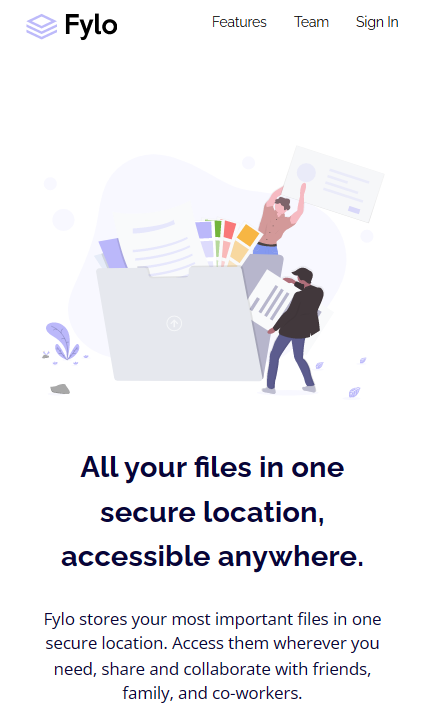 Fylo
Features Team Sign In
All your files in one
secure location,
accessible anywhere.
Fylo stores your most important files in one
secure location. Access them wherever you
need, share and collaborate with friends,
family, and co-workers.